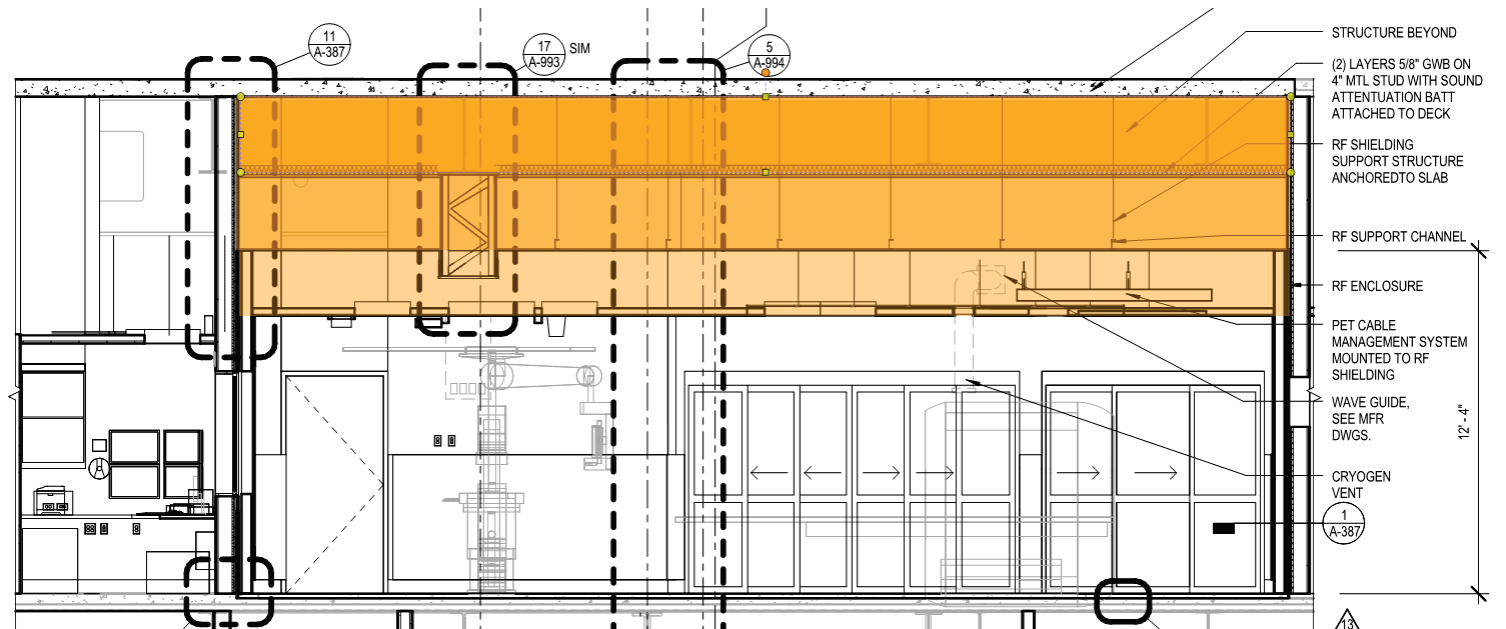 11
A-387
17
A-993
SIM
5
A-994
STRUCTURE BEYOND
(2) LAYERS 5/8" GWB ON
4" MTL STUD WITH SOUND
ATTENTUATION BATT
ATTACHED TO DECK
RF SHIELDING
SUPPORT STRUCTURE
ANCHOREDTO SLAB
RF SUPPORT CHANNEL
RF ENCLOSURE
PET CABLE
MANAGEMENT SYSTEM
MOUNTED TO RF
SHIELDING
WAVE GUIDE,
SEE MFR
DWGS.
12' - 4"
CRYOGEN
VENT
1
A-387
13